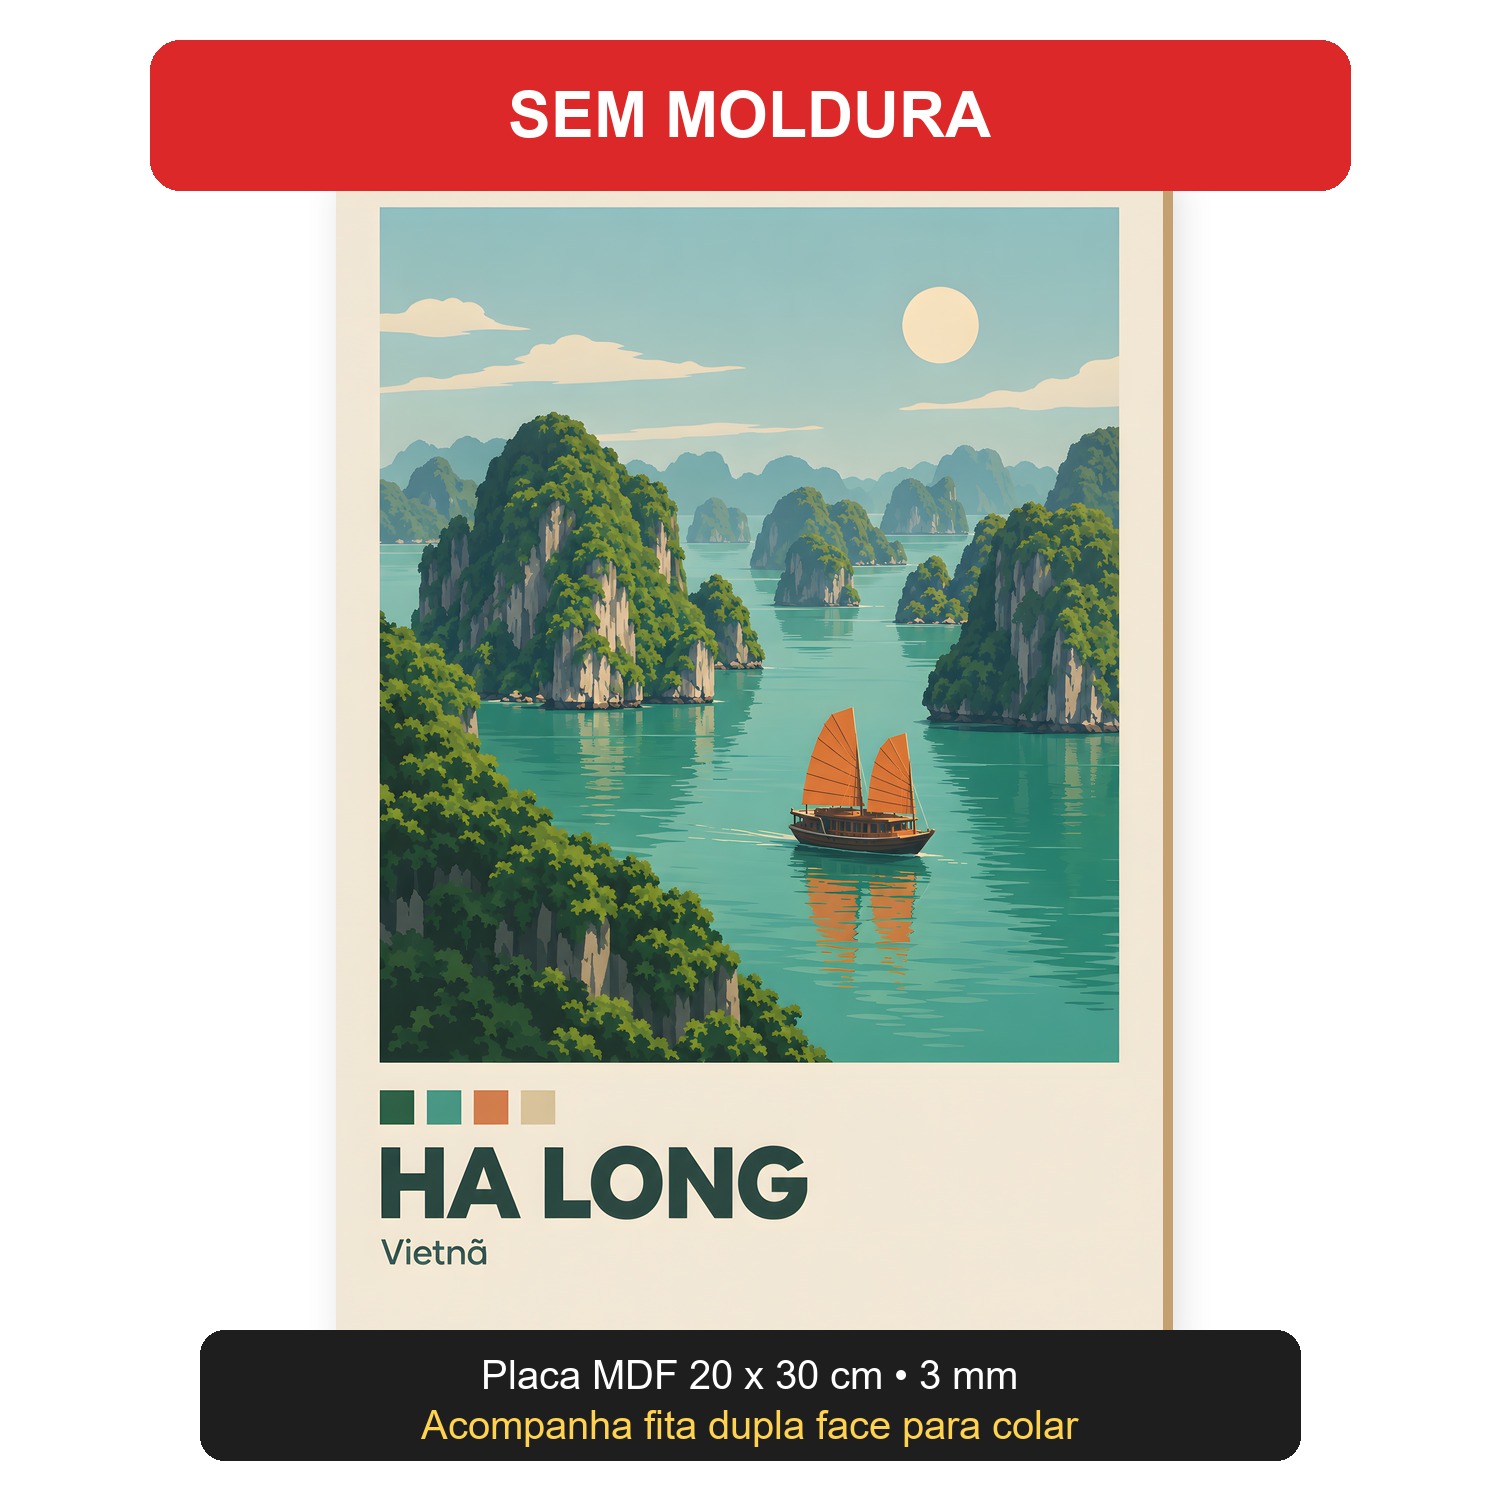 SEM MOLDURA
HA LONG
Vietnã
Placa MDF 20 x 30 cm • 3 mm
Acompanha fita dupla face para colar